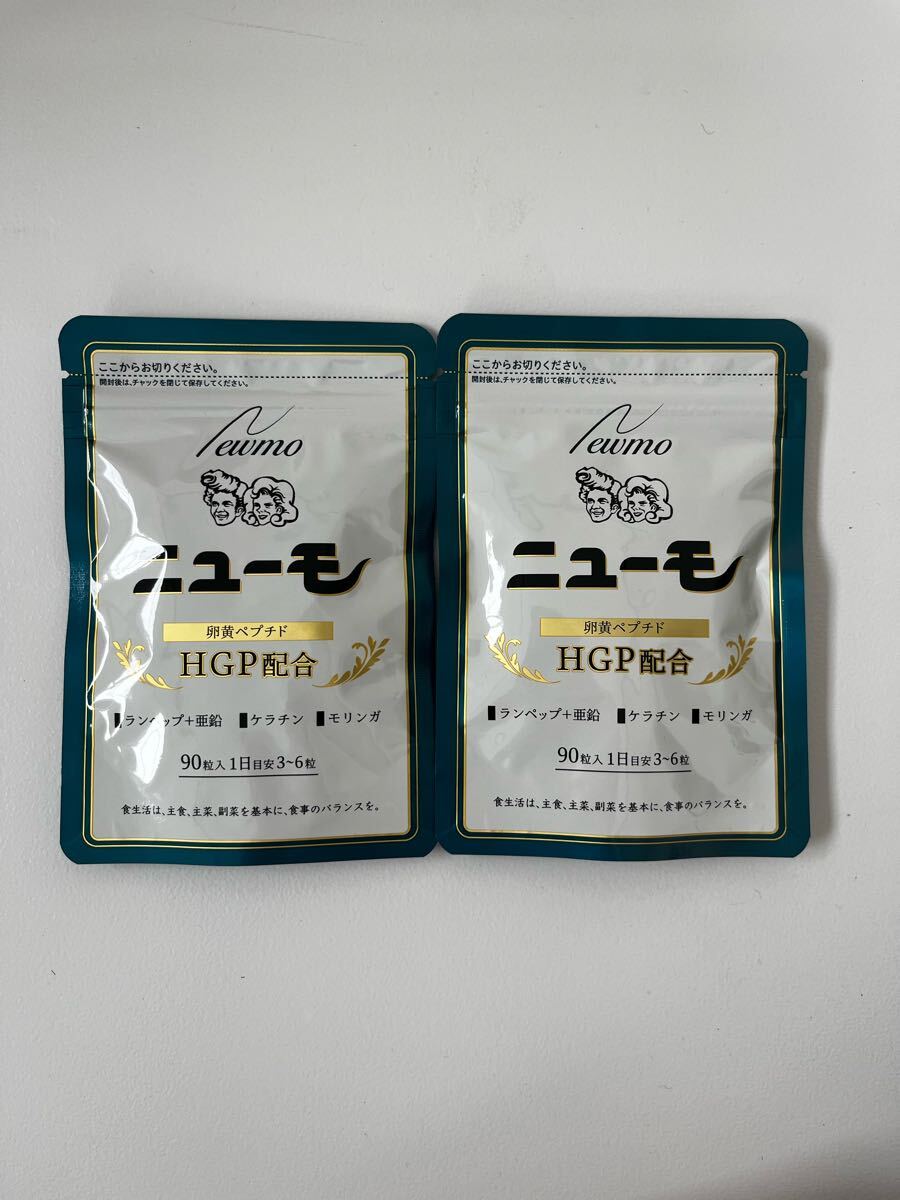 ここからお切りください。
開封後は、チャックを閉じて保存してください。
Newmo
ニューモ
卵黄ペプチド
HGP配合
ランペップ+亜鉛 ケラチン モリンガ
90粒入 1日目安3~6粒
食生活は、主食、主菜、副菜を基本に、食事のバランスを。
ここからお切りください。
開封後は、チャックを閉じて保存してください。
Newmo
ニューモ
卵黄ペプチド
HGP配合
ランペップ+亜鉛 ケラチン モリンガ
90粒入 1日目安3~6粒
食生活は、主食、主菜、副菜を基本に、食事のバランスを。